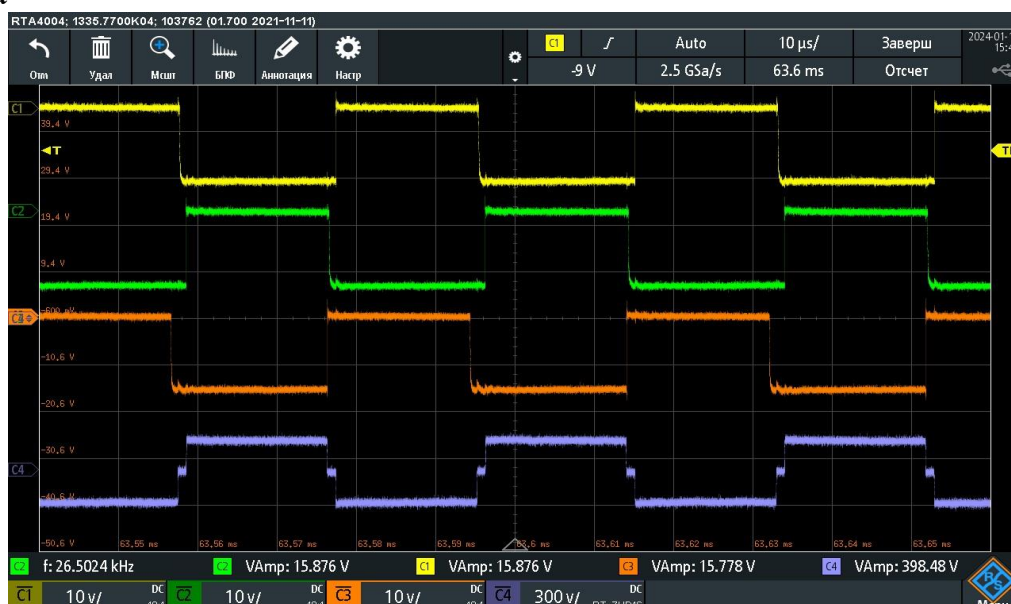 RTA4004; 1335.7700K04; 103762 (01.700 2021-11-11)
Отм Удал Мсшт БПФ Аннотация Настр
C1 Auto 10 µs/ Заверш
-9 V 2.5 GSa/s 63.6 ms Отсчет
2024-01-
15:4
C1
39.4 V
T
29.4 V
C2
19.4 V
9.4 V
-600 mV
-10.6 V
-20.6 V
-30.6 V
C4
-40.6 V
-50.6 V 63.55 ms 63.56 ms 63.57 ms 63.58 ms 63.59 ms 63.6 ms 63.61 ms 63.62 ms 63.63 ms 63.64 ms 63.65 ms
C2 f: 26.5024 kHz C2 VAmp: 15.876 V C1 VAmp: 15.876 V C3 VAmp: 15.778 V C4 VAmp: 398.48 V
C1 10 V/ DC C2 10 V/ DC C3 10 V/ DC C4 300 V/ DC